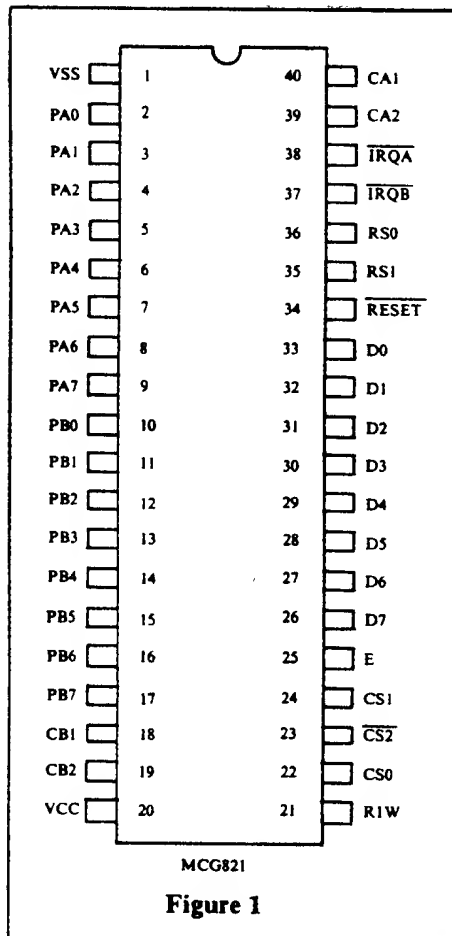 VSS 1 40 CA1
PA0 2 39 CA2
PA1 3 38 IRQA
PA2 4 37 IRQB
PA3 5 36 RS0
PA4 6 35 RS1
PA5 7 34 RESET
PA6 8 33 D0
PA7 9 32 D1
PB0 10 31 D2
PB1 11 30 D3
PB2 12 29 D4
PB3 13 28 D5
PB4 14 27 D6
PB5 15 26 D7
PB6 16 25 E
PB7 17 24 CS1
CB1 18 23 CS2
CB2 19 22 CS0
VCC 20 21 R1W
MCG821
Figure 1